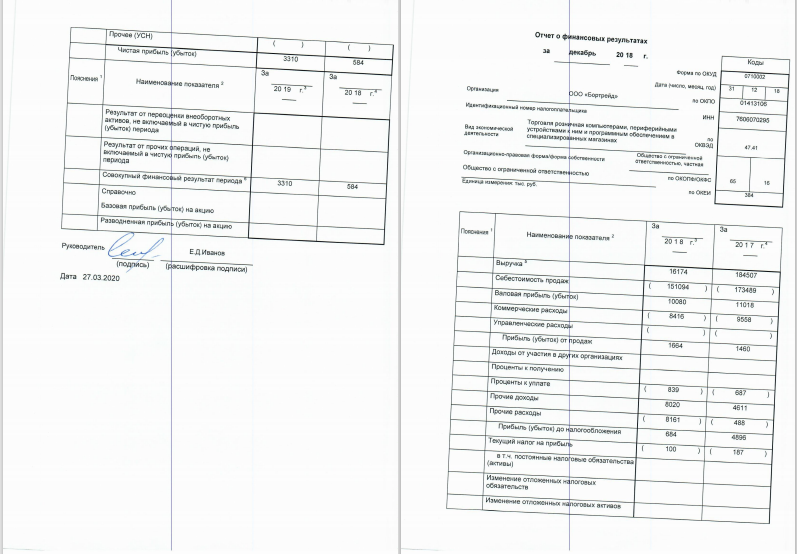 Прочее (УСН) ( ) ( )
Чистая прибыль (убыток) 3310 584
Пояснения 1 Наименование показателя 2 За 20 19 г.3 За 20 18 г.4
Результат от переоценки внеоборотных
активов, не включаемый в чистую прибыль
(убыток) периода
Результат от прочих операций, не
включаемый в чистую прибыль (убыток)
периода
Совокупный финансовый результат периода 6 3310 584
Справочно
Базовая прибыль (убыток) на акцию
Разводненная прибыль (убыток) на акцию
Руководитель Е.Д.Иванов
(подпись) (расшифровка подписи)
Дата 27.03.2020
Отчет о финансовых результатах
за декабрь 20 18 г.
Коды
Форма по ОКУД 0710002
Дата (число, месяц, год) 31 12 18
Организация ООО «Бортрейд» по ОКПО 01413106
Идентификационный номер налогоплательщика ИНН 7606070295
Вид экономической
деятельности
Торговля розничная компьютерами, периферийными
устройствами к ним и программным обеспечением в
специализированных магазинах
по
ОКВЭД 47.41
Организационно-правовая форма/форма собственности Общество с ограниченной
ответственностью, частная
Общество с ограниченной ответственностью по ОКОПФ/ОКФС 65 16
Единица измерения: тыс. руб. по ОКЕИ 384
Пояснения 1 Наименование показателя 2 За 20 1 8 г.3 За 20 1 7 г.4
Выручка 5 16174 184507
Себестоимость продаж ( 151094 ) ( 173489 )
Валовая прибыль (убыток) 10080 11018
Коммерческие расходы ( 8416 ) ( 9558 )
Управленческие расходы ( ) ( )
Прибыль (убыток) от продаж 1664 1460
Доходы от участия в других организациях
Проценты к получению
Проценты к уплате ( 839 ) ( 687 )
Прочие доходы 8020 4611
Прочие расходы ( 8161 ) ( 488 )
Прибыль (убыток) до налогообложения 684 4896
Текущий налог на прибыль ( 100 ) ( 187 )
в т.ч. постоянные налоговые обязательства
(активы)
Изменение отложенных налоговых
обязательств
Изменение отложенных налоговых активов